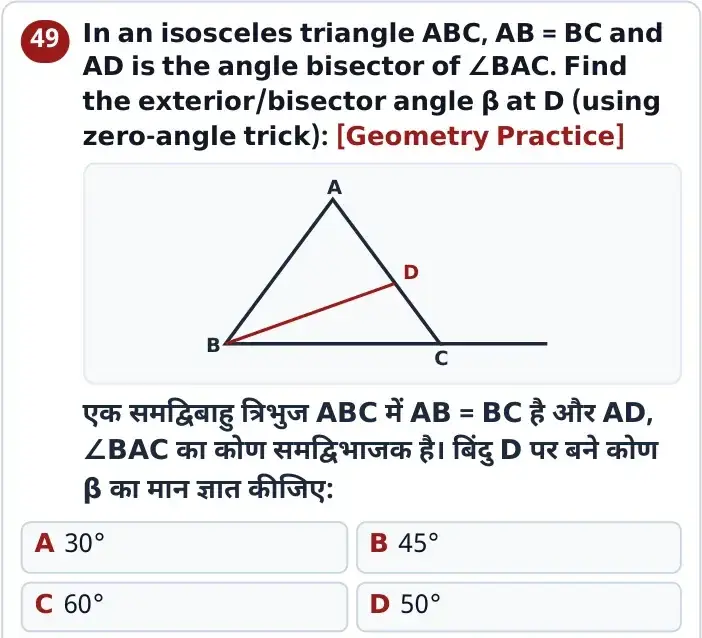 49
In an isosceles triangle ABC, AB = BC and
AD is the angle bisector of ∠BAC. Find
the exterior/bisector angle β at D (using
zero-angle trick): [Geometry Practice]
A
D
B
C
एक समद्विबाहु त्रिभुज ABC में AB = BC है और AD,
∠BAC का कोण समद्विभाजक है। बिंदु D पर बने कोण
β का मान ज्ञात कीजिए:
A 30°
B 45°
C 60°
D 50°